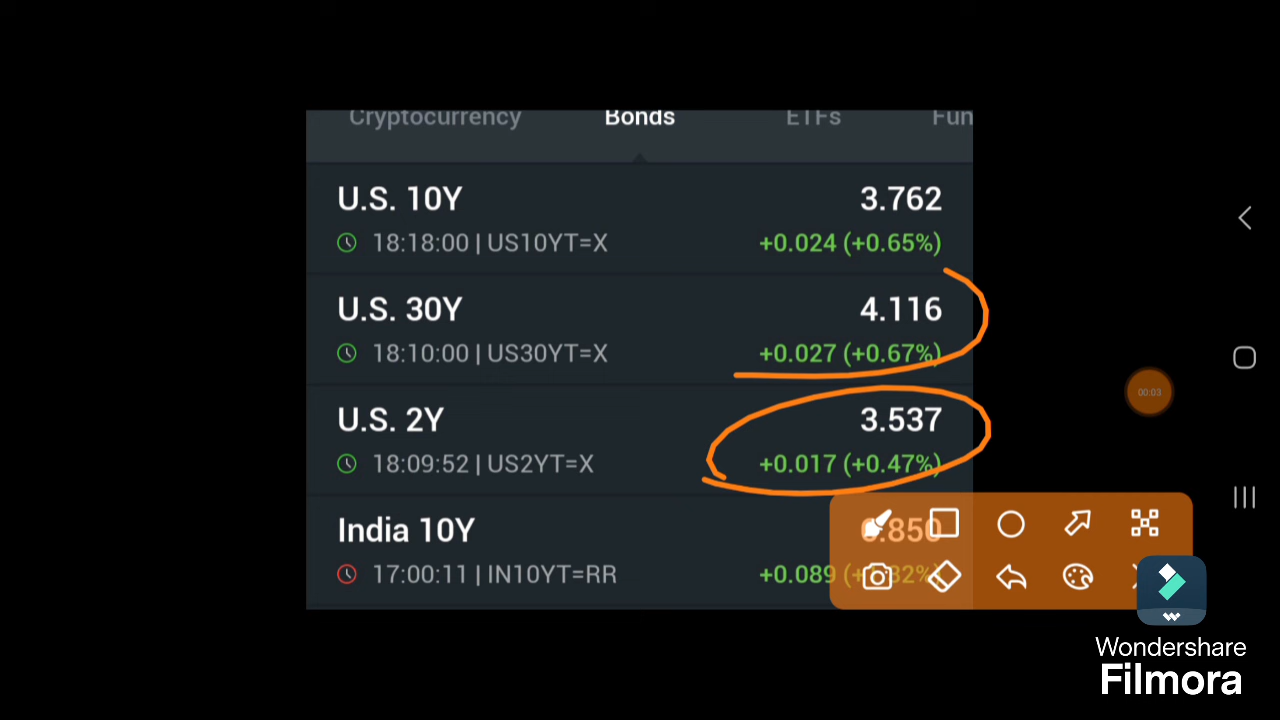 Cryptocurrency Bonds ETFs Fun
U.S. 10Y 3.762
18:18:00 | US10YT=X +0.024 (+0.65%)
U.S. 30Y 4.116
18:10:00 | US30YT=X +0.027 (+0.67%)
U.S. 2Y 3.537
18:09:52 | US2YT=X +0.017 (+0.47%)
India 10Y
17:00:11 | IN10YT=RR +0.089
00:03
Wondershare
Filmora